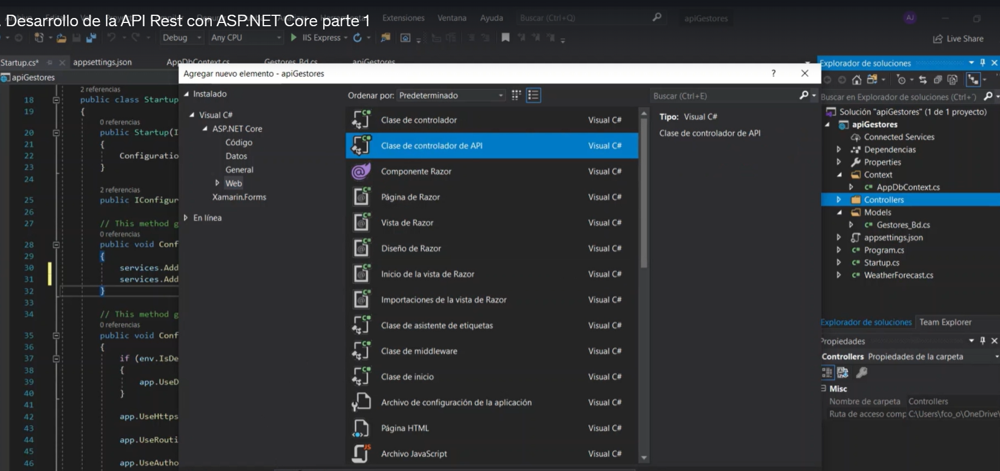 Desarrollo de la API Rest con ASP.NET Core parte 1
Extensiones Ventana Ayuda Buscar (Ctrl+Q) apiGestores AJ
Debug Any CPU IIS Express Live Share
Startup.cs* appsettings.json AppDbContext.cs Gestores_Bd.cs apiGestores
apiGestores
2 referencias
18 public class Startup
19 {
0 referencias
20 public Startup(I
21 {
22 Configuratio
23 }
24
2 referencias
25 public IConfigur
26
27 // This method g
0 referencias
28 public void Conf
29 {
30 services.Add
31 services.Add
32 }
33
34 // This method g
0 referencias
35 public void Conf
36 {
37 if (env.IsDe
38 {
39 app.UseD
40 }
41
42 app.UseHttps
43
44 app.UseRouti
45
46 app.UseAutho
Agregar nuevo elemento - apiGestores ?
Instalado
Visual C#
ASP.NET Core
Código
Datos
General
Web
Xamarin.Forms
En línea
Ordenar por: Predeterminado
Buscar (Ctrl+E)
Clase de controlador Visual C#
Clase de controlador de API Visual C#
Componente Razor Visual C#
Página de Razor Visual C#
Vista de Razor Visual C#
Diseño de Razor Visual C#
Inicio de la vista de Razor Visual C#
Importaciones de la vista de Razor Visual C#
Clase de asistente de etiquetas Visual C#
Clase de middleware Visual C#
Clase de inicio Visual C#
Archivo de configuración de la aplicación Visual C#
Página HTML Visual C#
Archivo JavaScript Visual C#
Tipo: Visual C#
Clase de controlador de API
Explorador de soluciones
Buscar en Explorador de soluciones (Ctrl+´)
Solución "apiGestores" (1 de 1 proyecto)
apiGestores
Connected Services
Dependencias
Properties
Context
C# AppDbContext.cs
Controllers
Models
C# Gestores_Bd.cs
appsettings.json
C# Program.cs
C# Startup.cs
C# WeatherForecast.cs
Explorador de soluciones Team Explorer
Propiedades
Controllers Propiedades de la carpeta
Misc
Nombre de carpeta Controllers
Ruta de acceso comp C:\Users\fco_o\OneDrive\